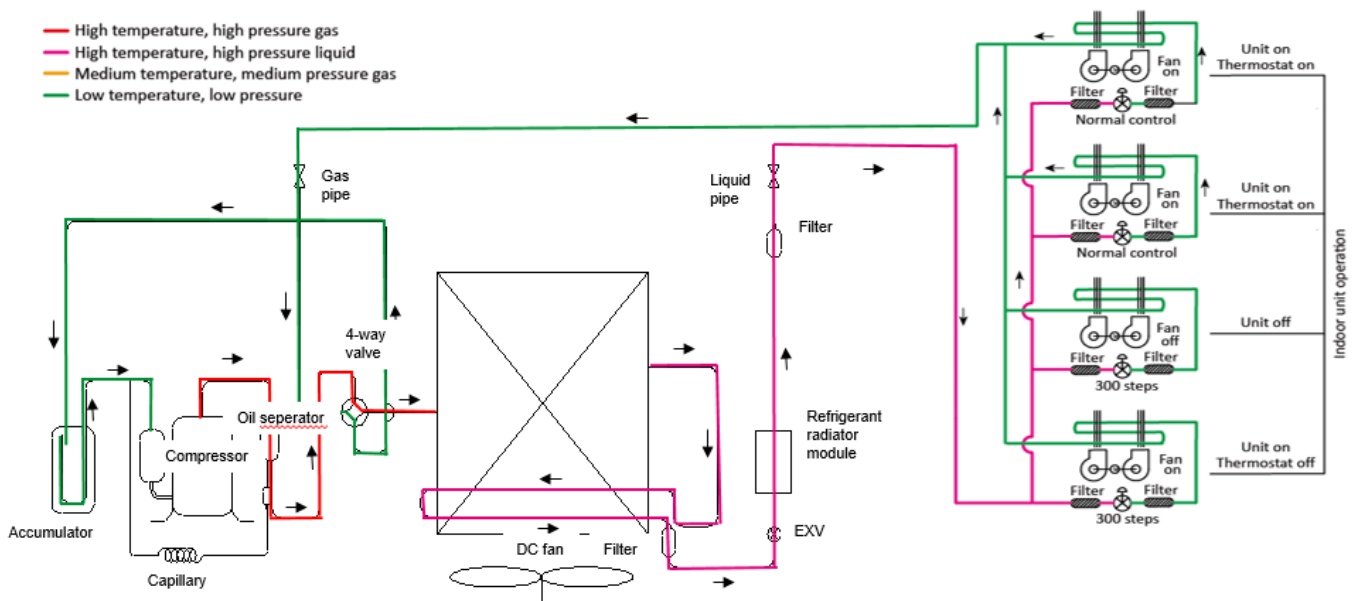 High temperature, high pressure gas
High temperature, high pressure liquid
Medium temperature, medium pressure gas
Low temperature, low pressure
Gas
pipe
Liquid
pipe
Filter
4-way
valve
Oil seperator
Compressor
Accumulator
Capillary
DC fan
Filter
EXV
Refrigerant
radiator
module
Fan
on
Filter
Filter
Normal control
Unit on
Thermostat on
Fan
on
Filter
Filter
Normal control
Unit on
Thermostat on
Fan
off
Filter
Filter
300 steps
Unit off
Fan
on
Filter
Filter
300 steps
Unit on
Thermostat off
Indoor unit operation